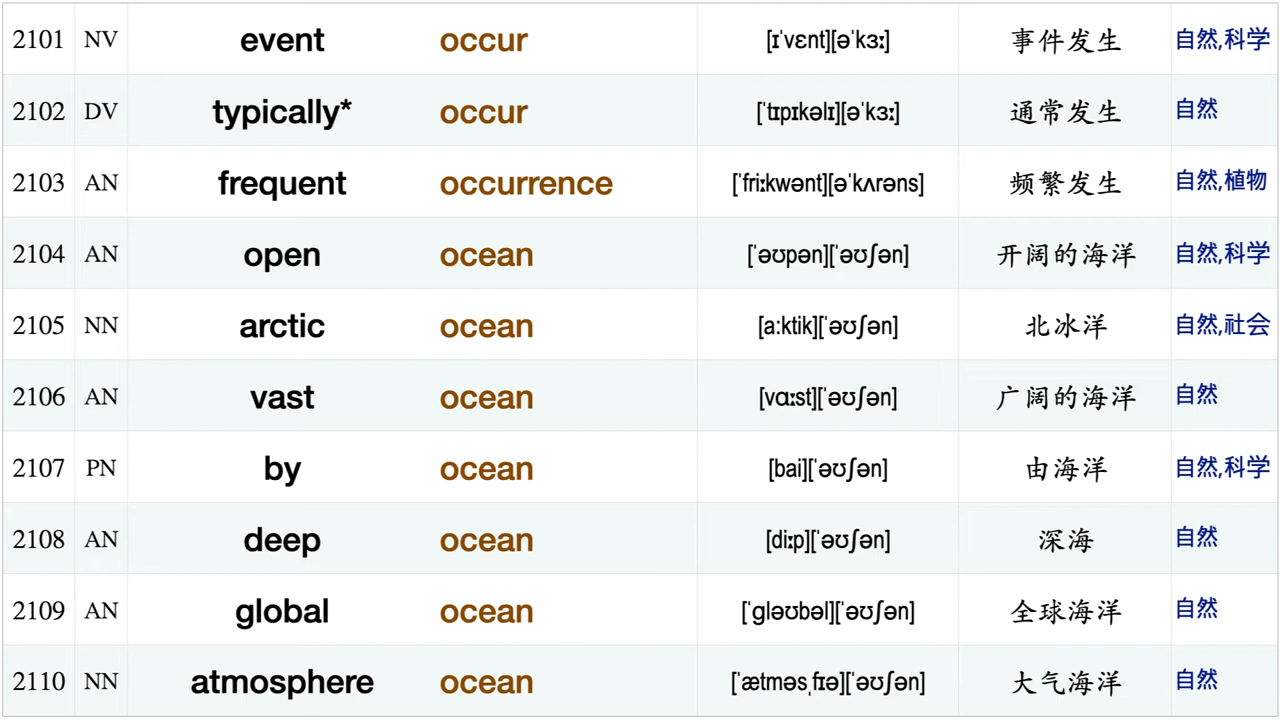 2101 NV event occur [ɪˈvɛnt][əˈkɜː] 事件发生 自然,科学
2102 DV typically* occur [ˈtɪpɪkəlɪ][əˈkɜː] 通常发生 自然
2103 AN frequent occurrence [ˈfriːkwənt][əˈkʌrəns] 频繁发生 自然,植物
2104 AN open ocean [ˈəʊpən][ˈəʊʃən] 开阔的海洋 自然,科学
2105 NN arctic ocean [a:ktik][ˈəʊʃən] 北冰洋 自然,社会
2106 AN vast ocean [vɑːst][ˈəʊʃən] 广阔的海洋 自然
2107 PN by ocean [bai][ˈəʊʃən] 由海洋 自然,科学
2108 AN deep ocean [diːp][ˈəʊʃən] 深海 自然
2109 AN global ocean [ˈɡləʊbəl][ˈəʊʃən] 全球海洋 自然
2110 NN atmosphere ocean [ˈætməsˌfɪə][ˈəʊʃən] 大气海洋 自然